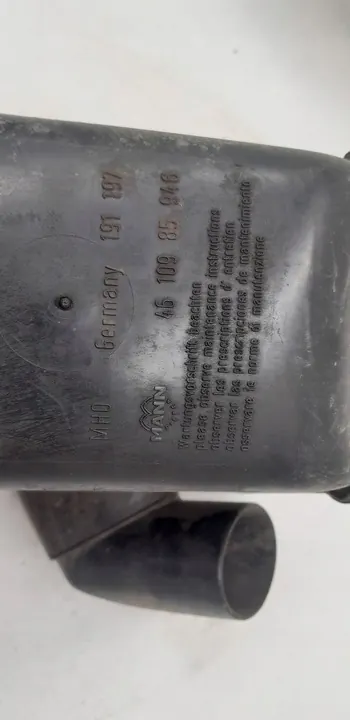 MHD Germany 191 197
MANN
46 109 85 946
Wartungsvorschrift beachten
please observe maintenance instructions
observer les prescriptions d'entretien
observar las prescripciones de mantenimiento
osservare le norme di manutenzione